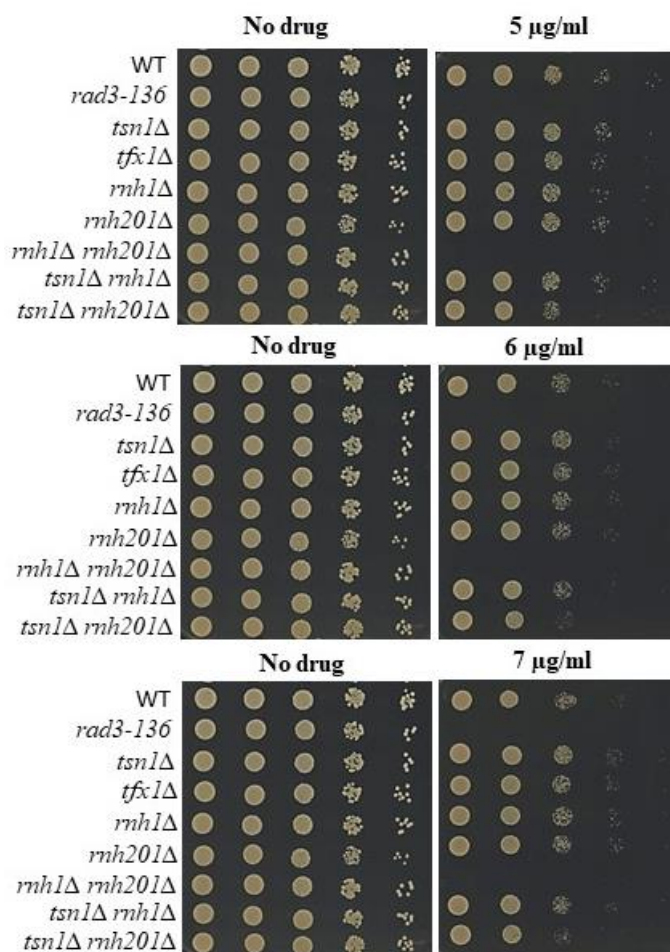 No drug 5 µg/ml
WT
rad3-136
tsn1Δ
tfx1Δ
rnh1Δ
rnh201Δ
rnh1Δ rnh201Δ
tsn1Δ rnh1Δ
tsn1Δ rnh201Δ
No drug 6 µg/ml
WT
rad3-136
tsn1Δ
tfx1Δ
rnh1Δ
rnh201Δ
rnh1Δ rnh201Δ
tsn1Δ rnh1Δ
tsn1Δ rnh201Δ
No drug 7 µg/ml
WT
rad3-136
tsn1Δ
tfx1Δ
rnh1Δ
rnh201Δ
rnh1Δ rnh201Δ
tsn1Δ rnh1Δ
tsn1Δ rnh201Δ